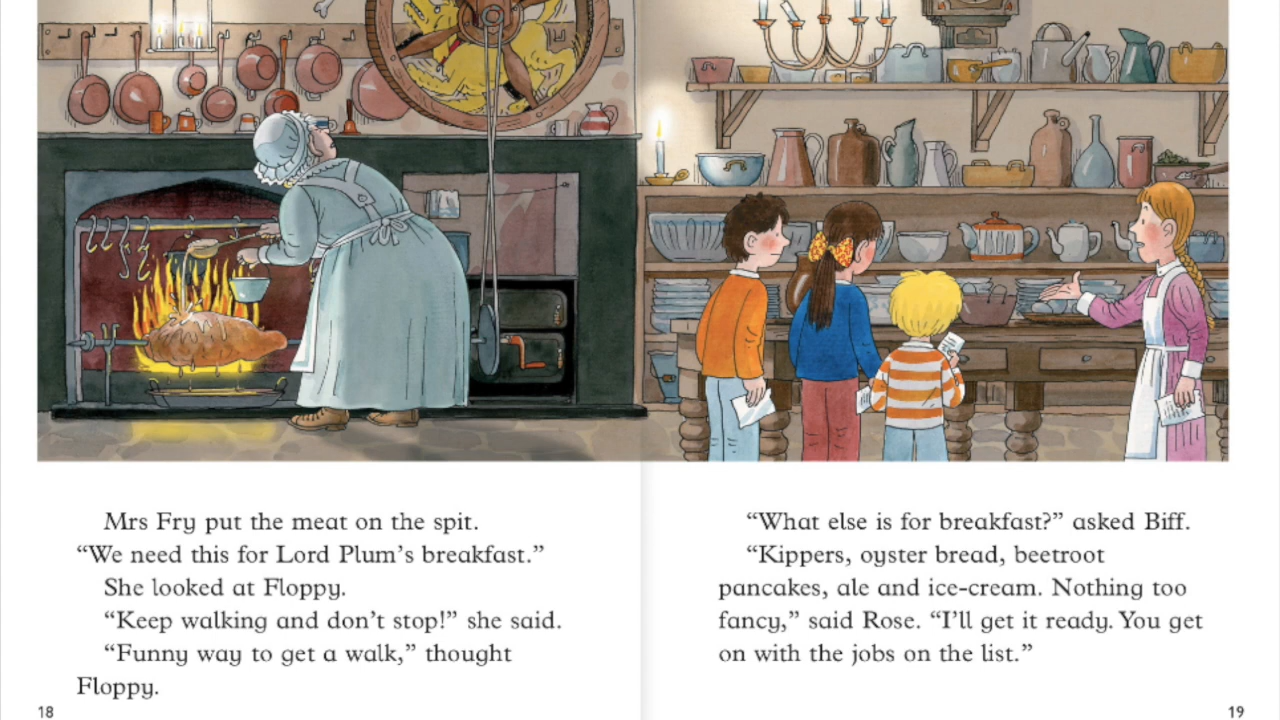 Mrs Fry put the meat on the spit.
“We need this for Lord Plum’s breakfast.”
She looked at Floppy.
“Keep walking and don’t stop!” she said.
“Funny way to get a walk,” thought
Floppy.
18
“What else is for breakfast?” asked Biff.
“Kippers, oyster bread, beetroot
pancakes, ale and ice-cream. Nothing too
fancy,” said Rose. “I’ll get it ready. You get
on with the jobs on the list.”
19